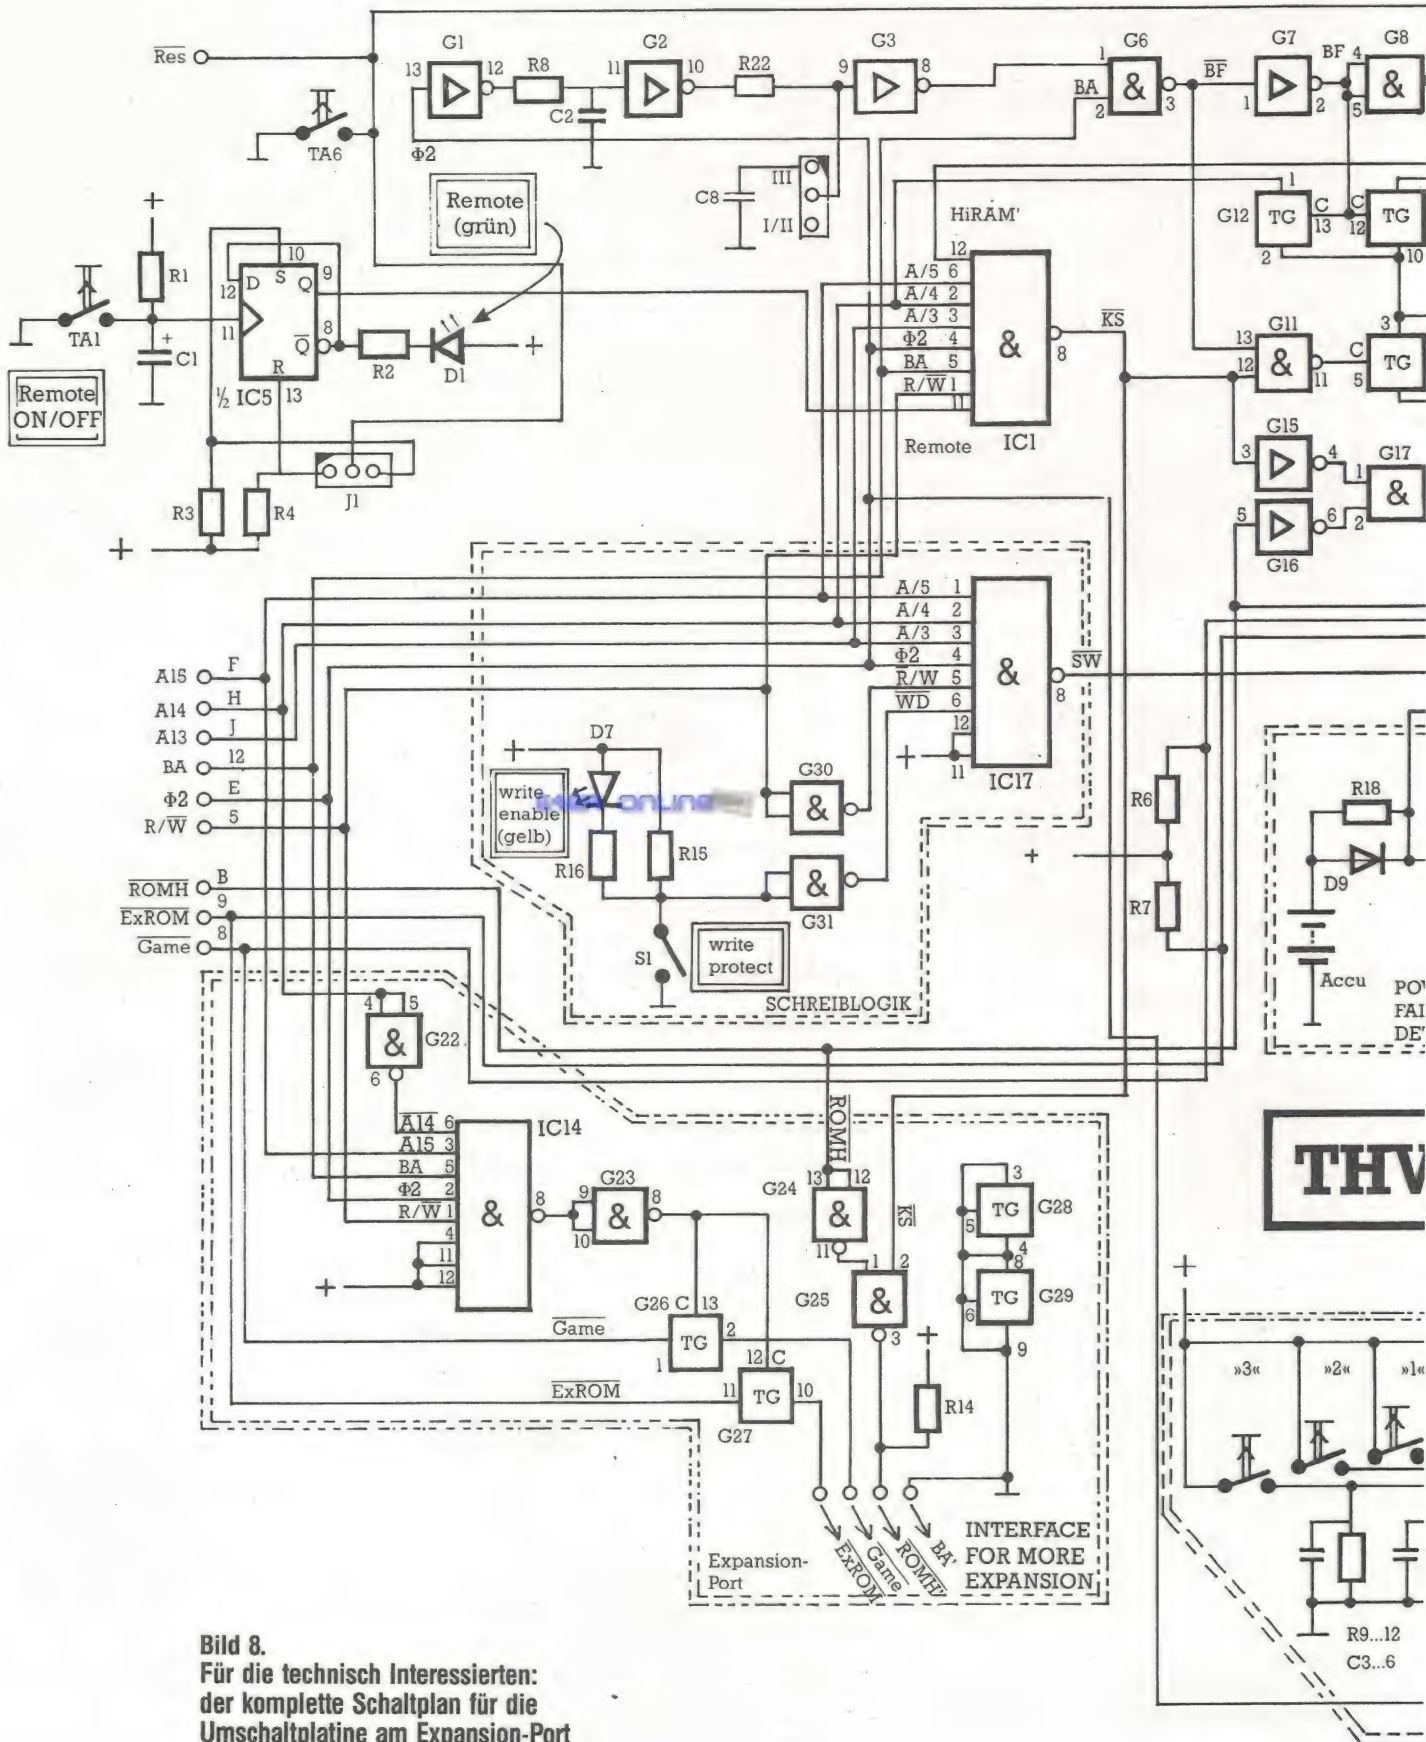 Res
G1
G2
G3
G6
G7
BF
G8
13
12
R8
11
10
R22
9
8
1
BA
2
&
3
BF
1
2
4
5
&
C2
Φ2
TA6
C8
III
I/II
Remote
(grün)
HiRAM'
G12
TG
1
C
13
2
C
12
TG
10
R1
TA1
C1
+
+
12
D
10
S
Q
9
11
Q
8
R
13
½ IC5
R2
D1
+
Remote
ON/OFF
12
A/5 6
A/4 2
A/3 3
Φ2 4
BA 5
R/W 1
11
&
8
KS
Remote
IC1
13
12
G11
&
11
C
5
3
TG
G15
3
4
G17
1
2
&
5
6
G16
R3
R4
J1
+
A/5 1
A/4 2
A/3 3
Φ2 4
R/W 5
WD 6
12
11
+
&
8
SW
IC17
A15 F
A14 H
A13 J
BA 12
Φ2 E
R/W 5
ROMH B
ExROM 9
Game 8
D7
+
write
enable
(gelb)
R16
R15
G30
&
&
G31
S1
write
protect
SCHREIBLOGIK
R6
+
R7
R18
D9
Accu
PO
FAI
DE
4
5
&
G22
6
A14 6
A15 3
BA 5
Φ2 2
R/W 1
4
11
12
+
IC14
&
8
9
10
G23
&
8
ROMH
13
12
G24
&
11
KS
1
2
G25
&
3
+
R14
3
TG
G28
5
4
8
TG
G29
6
9
G26 C 13
Game
TG
2
1
12 C
ExROM
11
TG
10
G27
THV
+
»3«
»2«
»1«
Expansion-
Port
ExROM
Game
ROMH'
BA'
INTERFACE
FOR MORE
EXPANSION
R9...12
C3...6
Bild 8.
Für die technisch Interessierten:
der komplette Schaltplan für die
Umschaltplatine am Expansion-Port